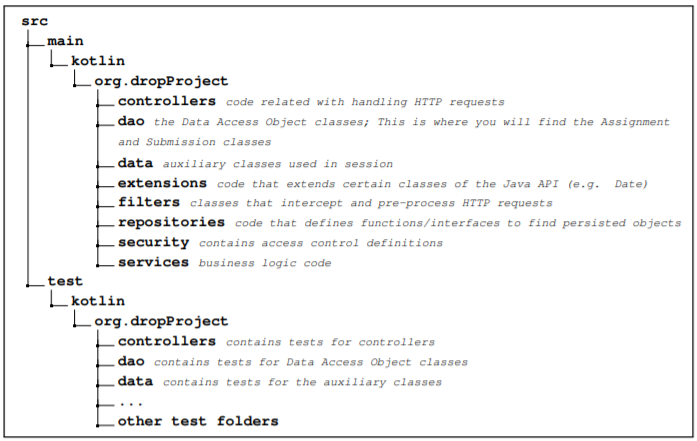 src
main
kotlin
org.dropProject
controllers code related with handling HTTP requests
dao the Data Access Object classes; This is where you will find the Assignment
and Submission classes
data auxiliary classes used in session
extensions code that extends certain classes of the Java API (e.g. Date)
filters classes that intercept and pre-process HTTP requests
repositories code that defines functions/interfaces to find persisted objects
security contains access control definitions
services business logic code
test
kotlin
org.dropProject
controllers contains tests for controllers
dao contains tests for Data Access Object classes
data contains tests for the auxiliary classes
...
other test folders